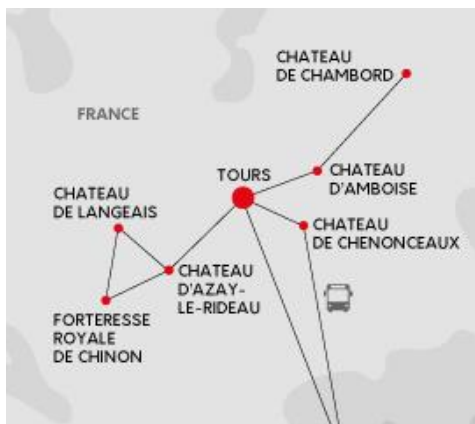 CHATEAU
DE CHAMBORD
FRANCE
TOURS
CHATEAU
D'AMBOISE
CHATEAU
DE LANGEAIS
CHATEAU
DE CHENONCEAUX
CHATEAU
D'AZAY-
LE-RIDEAU
FORTERESSE
ROYALE
DE CHINON